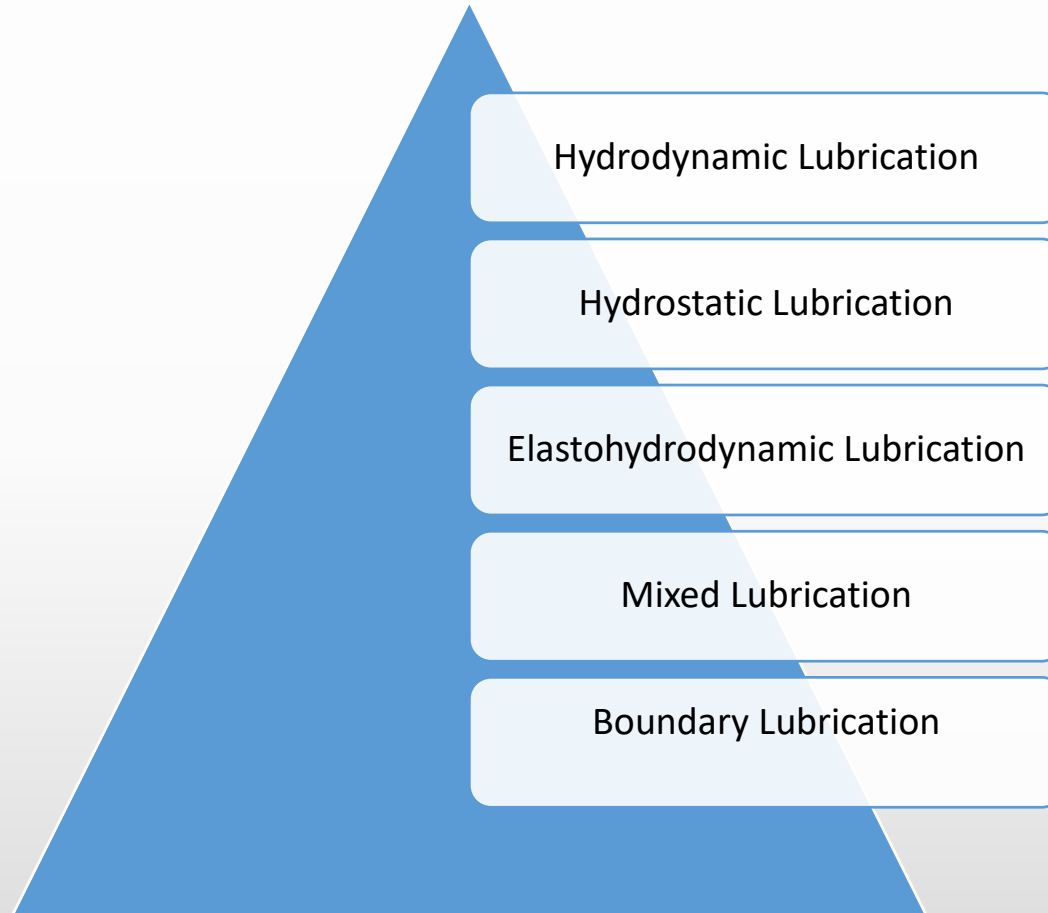 Hydrodynamic Lubrication
Hydrostatic Lubrication
Elastohydrodynamic Lubrication
Mixed Lubrication
Boundary Lubrication